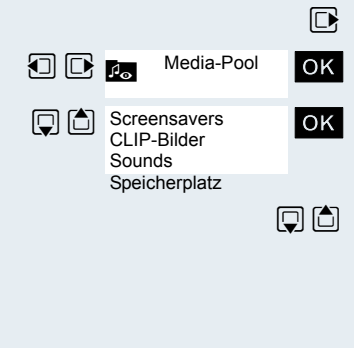 Media-Pool OK
Screensavers OK
CLIP-Bilder
Sounds
Speicherplatz